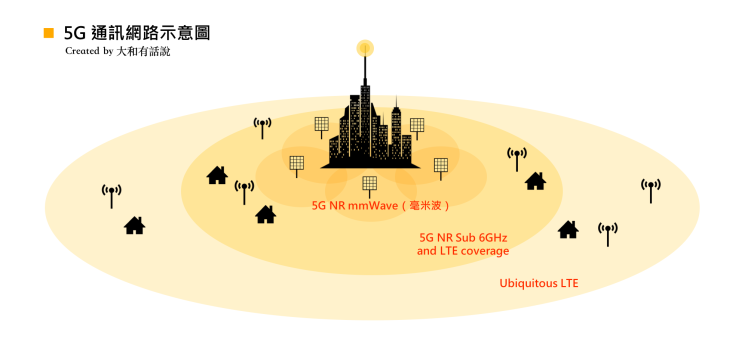 5G 通訊網路示意圖
Created by 大和有話說
5G NR mmWave（毫米波）
5G NR Sub 6GHz
and LTE coverage
Ubiquitous LTE